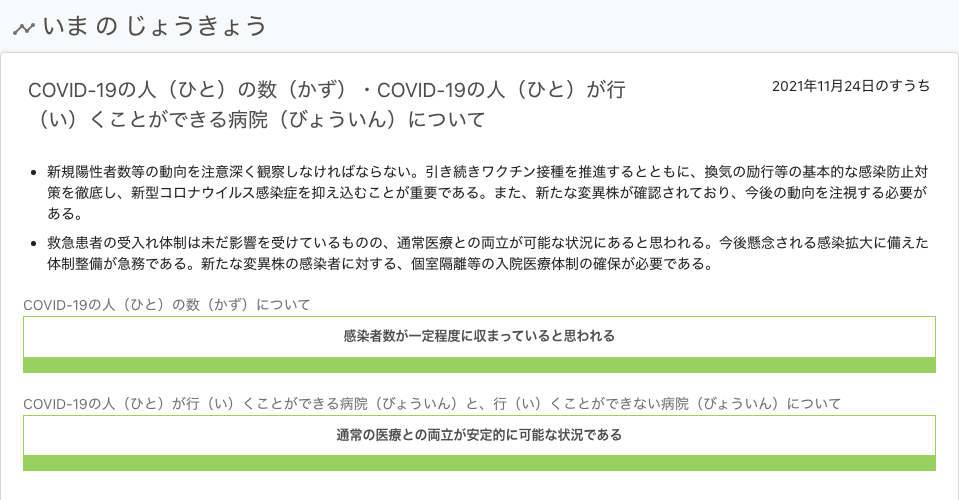 いま の じょうきょう
COVID-19の人（ひと）の数（かず）・COVID-19の人（ひと）が行
（い）くことができる病院（びょういん）について
2021年11月24日のすうち
• 新規陽性者数等の動向を注意深く観察しなければならない。引き続きワクチン接種を推進するとともに、換気の励行等の基本的な感染防止対
策を徹底し、新型コロナウイルス感染症を抑え込むことが重要である。また、新たな変異株が確認されており、今後の動向を注視する必要が
ある。
• 救急患者の受入れ体制は未だ影響を受けているものの、通常医療との両立が可能な状況にあると思われる。今後懸念される感染拡大に備えた
体制整備が急務である。新たな変異株の感染者に対する、個室隔離等の入院医療体制の確保が必要である。
COVID-19の人（ひと）の数（かず）について
感染者数が一定程度に収まっていると思われる
COVID-19の人（ひと）が行（い）くことができる病院（びょういん）と、行（い）くことができない病院（びょういん）について
通常の医療との両立が安定的に可能な状況である